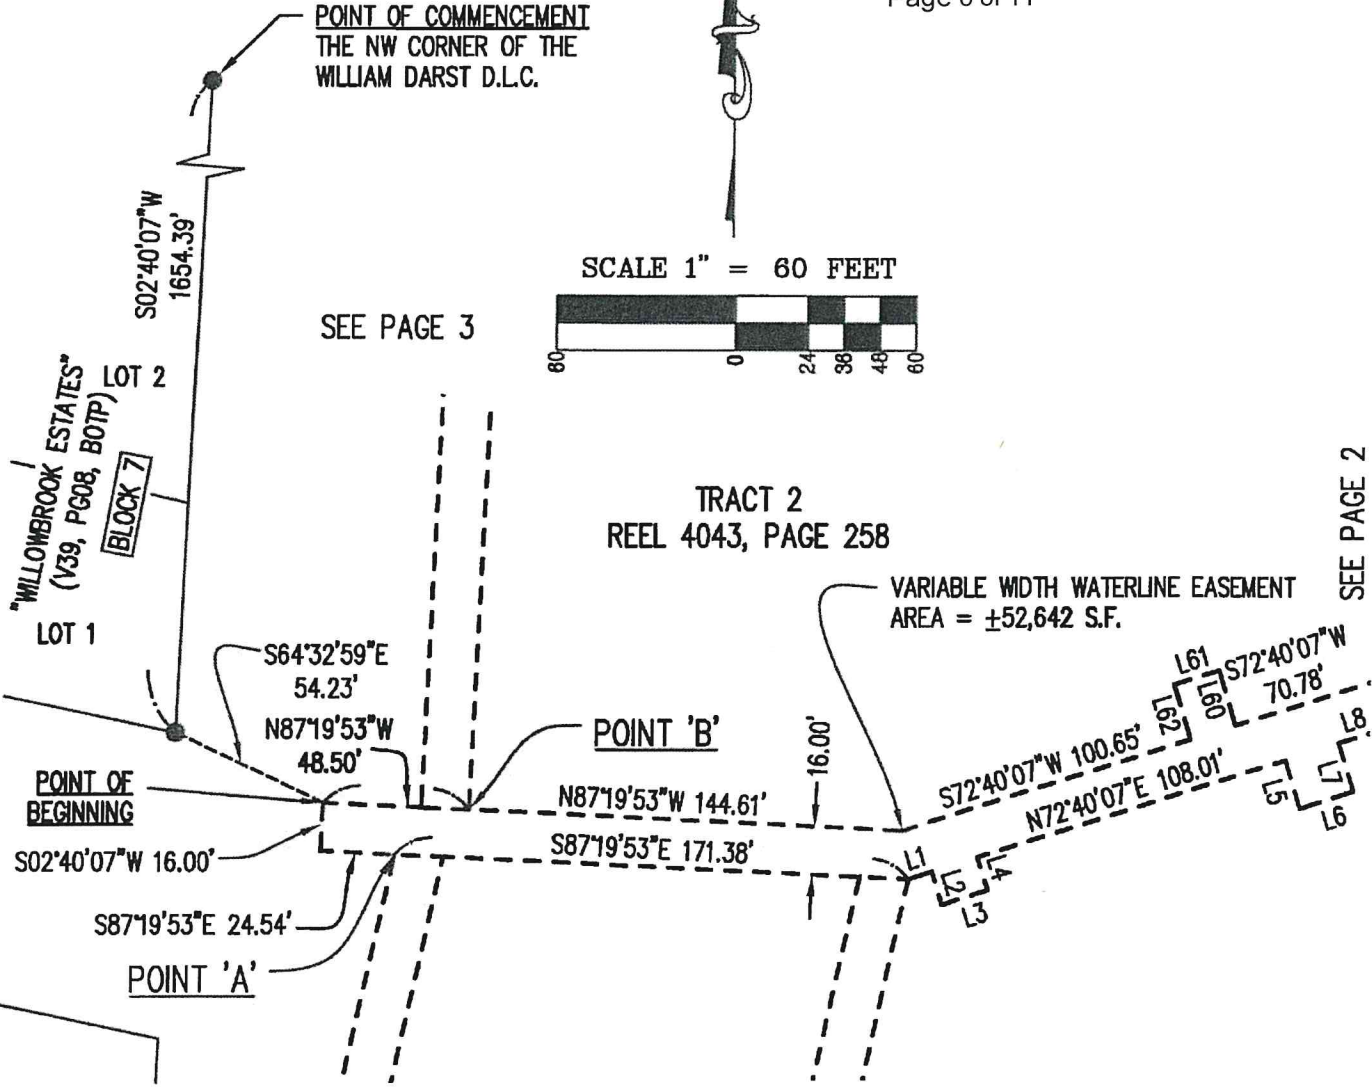 POINT OF COMMENCEMENT
THE NW CORNER OF THE
WILLIAM DARST D.L.C.
S02°40'07"W
1654.39'
SCALE 1" = 60 FEET
60 0 24 36 48 60
SEE PAGE 3
"WILLOWBROOK ESTATES"
(V39, PG08, BOTP)
BLOCK 7
LOT 2
LOT 1
TRACT 2
REEL 4043, PAGE 258
SEE PAGE 2
VARIABLE WIDTH WATERLINE EASEMENT
AREA = ±52,642 S.F.
S64°32'59"E
54.23'
N87°19'53"W
48.50'
POINT 'B'
16.00'
L61
S72°40'07"W
70.78'
L60
L62
L8
S72°40'07"W 100.65'
N72°40'07"E 108.01'
L7
L5
L6
POINT OF
BEGINNING
N87°19'53"W 144.61'
S87°19'53"E 171.38'
S02°40'07"W 16.00'
L1
L2
L4
L3
S87°19'53"E 24.54'
POINT 'A'